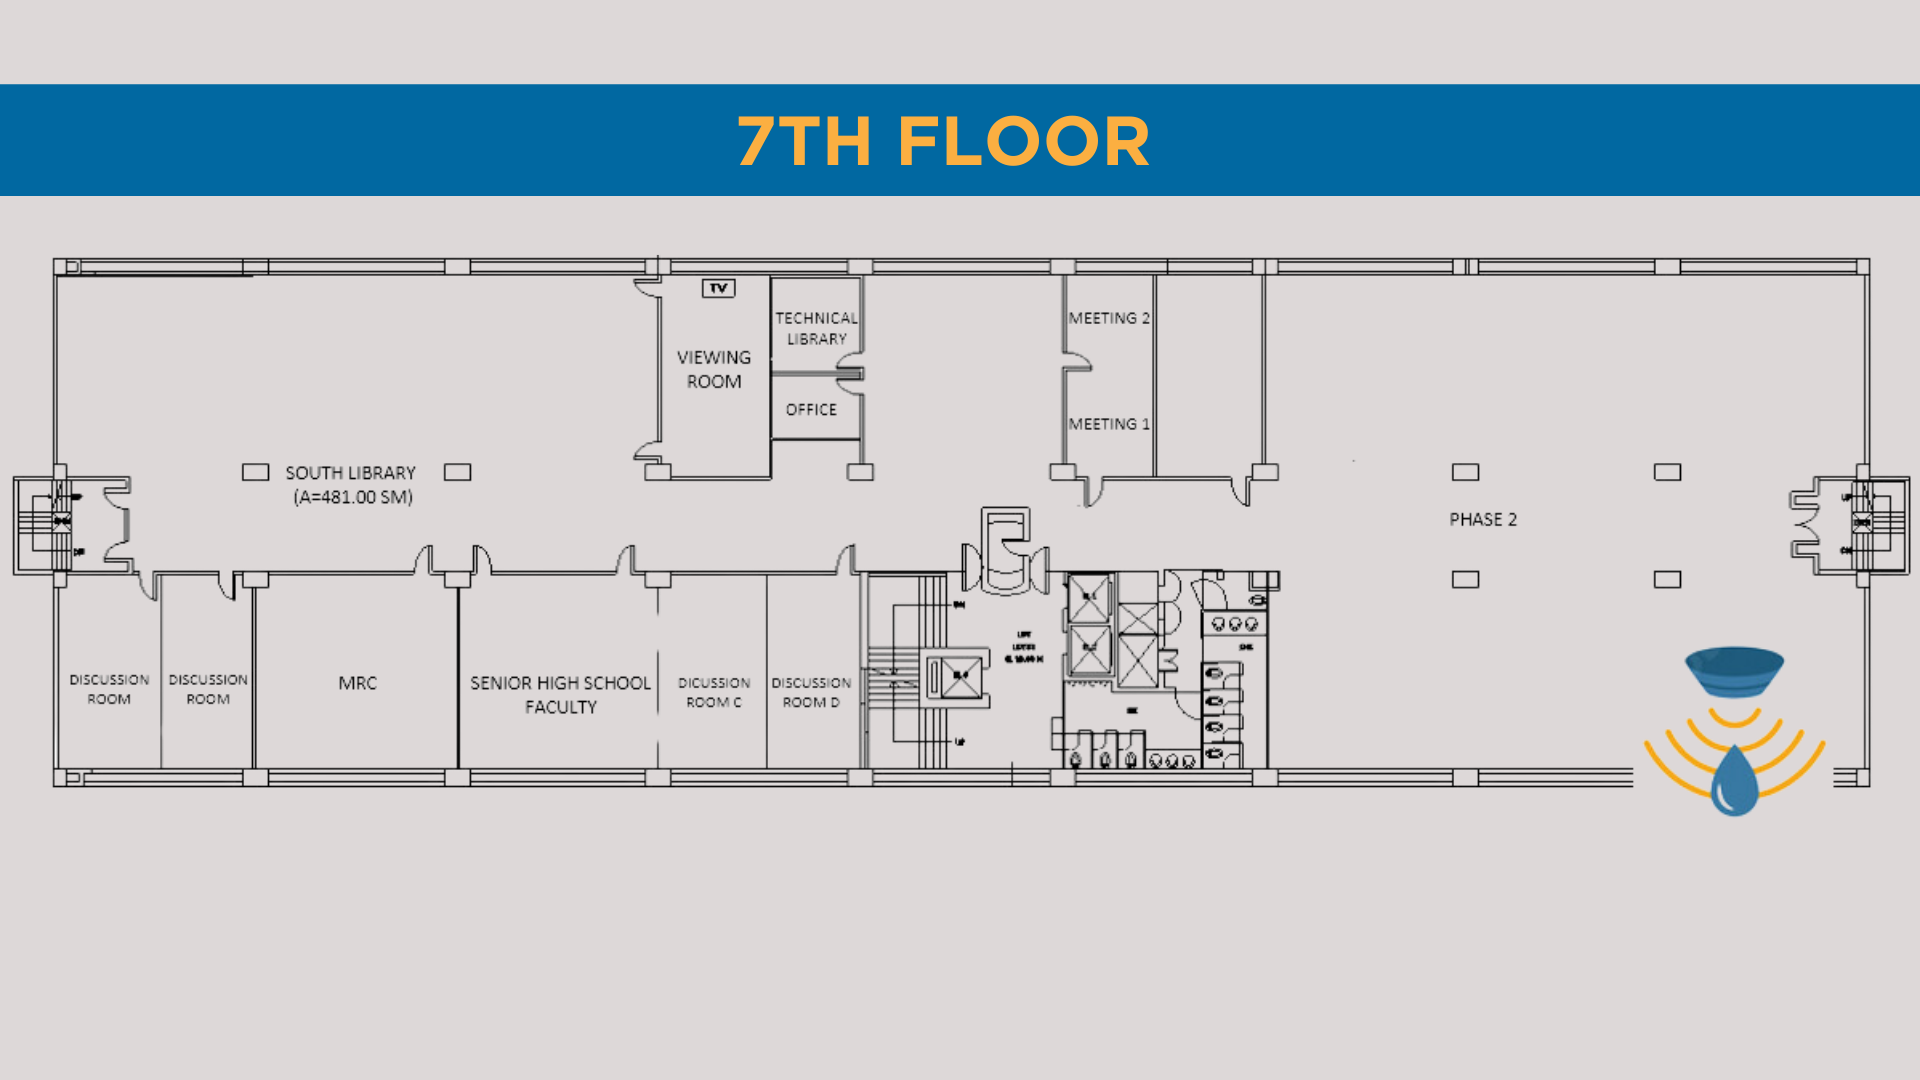 7TH FLOOR
TV
TECHNICAL
LIBRARY
MEETING 2
VIEWING
ROOM
OFFICE
MEETING 1
SOUTH LIBRARY
(A=481.00 SM)
PHASE 2
DISCUSSION
ROOM
DISCUSSION
ROOM
MRC
SENIOR HIGH SCHOOL
FACULTY
DICUSSION
ROOM C
DISCUSSION
ROOM D